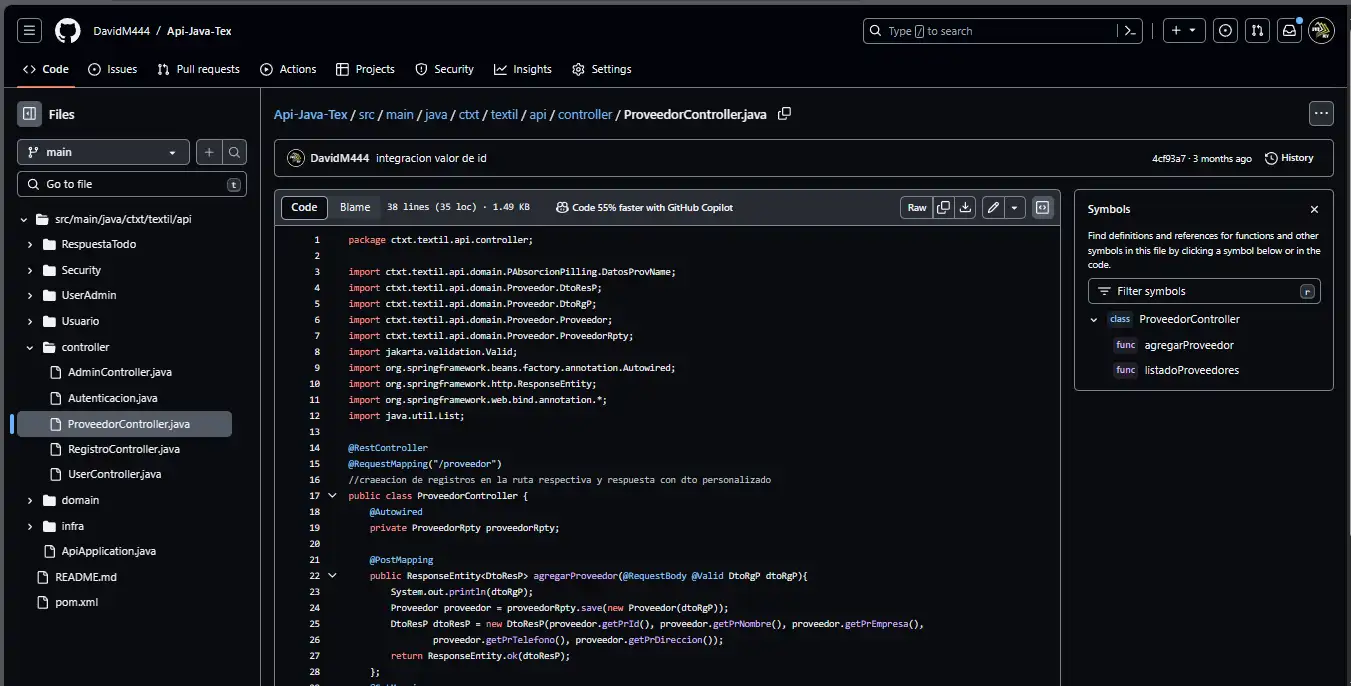 DavidM444 / Api-Java-Tex
Type / to search
Code Issues Pull requests Actions Projects Security Insights Settings
Files
main
Go to file
t
src/main/java/ctxt/textil/api
RespuestaTodo
Security
UserAdmin
Usuario
controller
AdminController.java
Autenticacion.java
ProveedorController.java
RegistroController.java
UserController.java
domain
infra
ApiApplication.java
README.md
pom.xml
Api-Java-Tex / src / main / java / ctxt / textil / api / controller / ProveedorController.java
DavidM444 integracion valor de id
4cf93a7 · 3 months ago History
Code Blame 38 lines (35 loc) · 1.49 KB Code 55% faster with GitHub Copilot Raw
1 package ctxt.textil.api.controller;
2
3 import ctxt.textil.api.domain.PAbsorcionPilling.DatosProvName;
4 import ctxt.textil.api.domain.Proveedor.DtoResP;
5 import ctxt.textil.api.domain.Proveedor.DtoRgP;
6 import ctxt.textil.api.domain.Proveedor.Proveedor;
7 import ctxt.textil.api.domain.Proveedor.ProveedorRpty;
8 import jakarta.validation.Valid;
9 import org.springframework.beans.factory.annotation.Autowired;
10 import org.springframework.http.ResponseEntity;
11 import org.springframework.web.bind.annotation.*;
12 import java.util.List;
13
14 @RestController
15 @RequestMapping("/proveedor")
16 //craeacion de registros en la ruta respectiva y respuesta con dto personalizado
17 public class ProveedorController {
18 @Autowired
19 private ProveedorRpty proveedorRpty;
20
21 @PostMapping
22 public ResponseEntity<DtoResP> agregarProveedor(@RequestBody @Valid DtoRgP dtoRgP){
23 System.out.println(dtoRgP);
24 Proveedor proveedor = proveedorRpty.save(new Proveedor(dtoRgP));
25 DtoResP dtoResP = new DtoResP(proveedor.getPrId(), proveedor.getPrNombre(), proveedor.getPrEmpresa(),
26 proveedor.getPrTelefono(), proveedor.getPrDireccion());
27 return ResponseEntity.ok(dtoResP);
28 };
Symbols
Find definitions and references for functions and other
symbols in this file by clicking a symbol below or in the
code.
Filter symbols
r
class ProveedorController
func agregarProveedor
func listadoProveedores